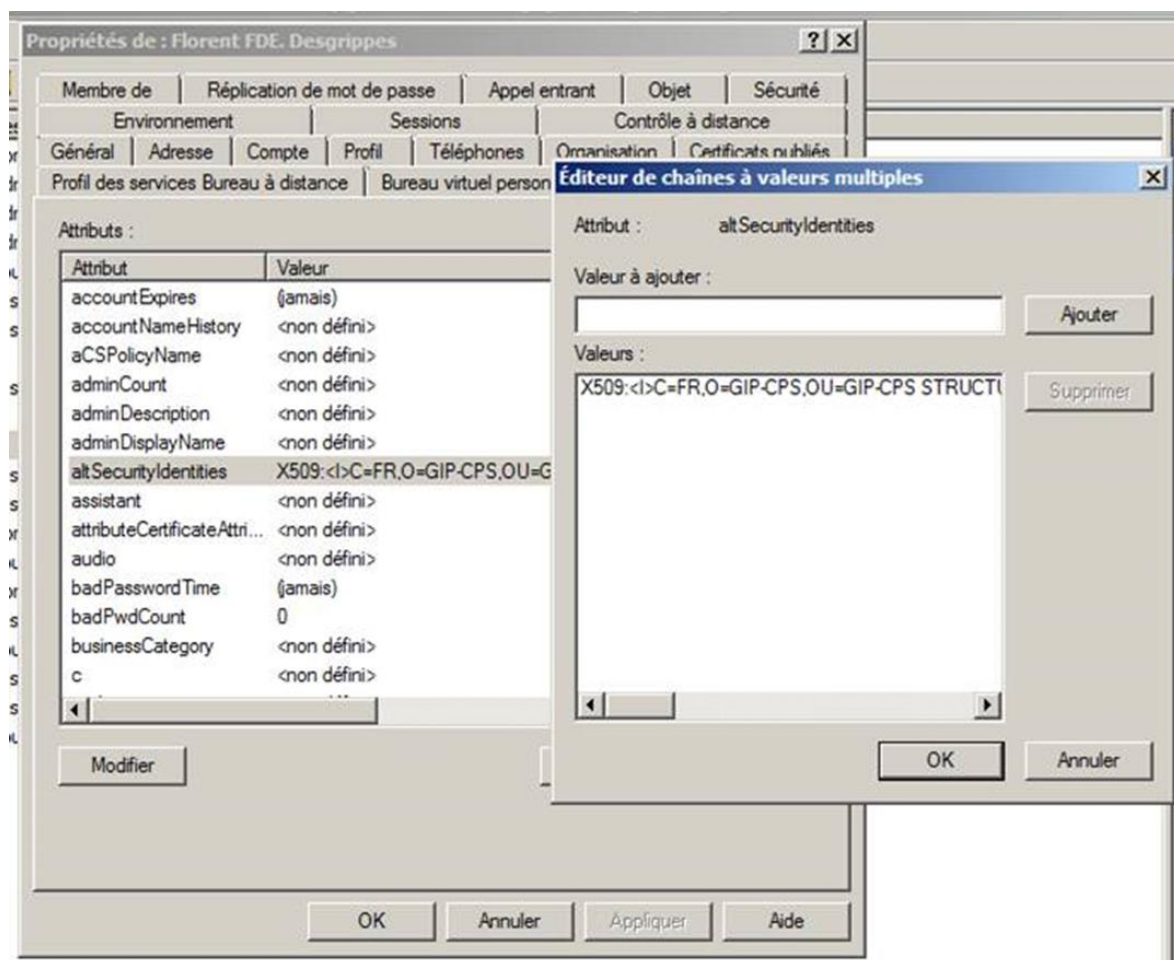 Propriétés de : Florent FDE. Desgrippes
Membre de Réplication de mot de passe Appel entrant Objet Sécurité
Environnement Sessions Contrôle à distance
Général Adresse Compte Profil Téléphones Organisation Certificats publiés
Profil des services Bureau à distance Bureau virtuel person
Attributs :
Attribut Valeur
accountExpires (jamais)
accountNameHistory <non défini>
aCSPolicyName <non défini>
adminCount <non défini>
adminDescription <non défini>
adminDisplayName <non défini>
altSecurityIdentities X509:<I>C=FR,O=GIP-CPS,OU=G
assistant <non défini>
attributeCertificateAttri... <non défini>
audio <non défini>
badPasswordTime (jamais)
badPwdCount 0
businessCategory <non défini>
c <non défini>
Modifier
OK Annuler Appliquer Aide
Éditeur de chaînes à valeurs multiples
Attribut : altSecurityIdentities
Valeur à ajouter :
Ajouter
Valeurs :
X509:<I>C=FR,O=GIP-CPS,OU=GIP-CPS STRUCTU
Supprimer
OK Annuler